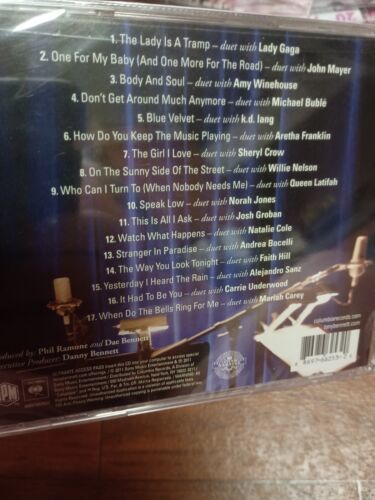 1. The Lady Is A Tramp – duet with Lady Gaga
2. One For My Baby (And One More For The Road) – duet with John Mayer
3. Body And Soul – duet with Amy Winehouse
4. Don't Get Around Much Anymore – duet with Michael Bublé
5. Blue Velvet – duet with k.d. lang
6. How Do You Keep The Music Playing – duet with Aretha Franklin
7. The Girl I Love – duet with Sheryl Crow
8. On The Sunny Side Of The Street – duet with Willie Nelson
9. Who Can I Turn To (When Nobody Needs Me) – duet with Queen Latifah
10. Speak Low – duet with Norah Jones
11. This Is All I Ask – duet with Josh Groban
12. Watch What Happens – duet with Natalie Cole
13. Stranger In Paradise – duet with Andrea Bocelli
14. The Way You Look Tonight – duet with Faith Hill
15. Yesterday I Heard The Rain – duet with Alejandro Sanz
16. It Had To Be You – duet with Carrie Underwood
17. When Do The Bells Ring For Me – duet with Mariah Carey
columbiarecords.com
tonybennett.com
duced by: Phil Ramone and Dae Bennett
ecutive Producer: Danny Bennett
RPM